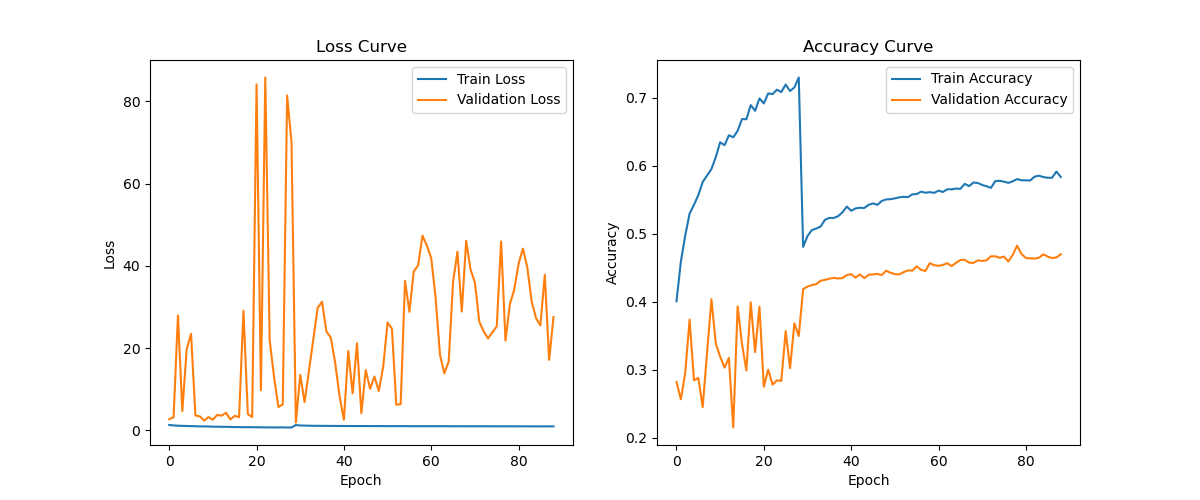 Loss Curve
Train Loss
Validation Loss
Loss
80
60
40
20
0
0 20 40 60 80
Epoch
Accuracy Curve
Train Accuracy
Validation Accuracy
Accuracy
0.7
0.6
0.5
0.4
0.3
0.2
0 20 40 60 80
Epoch